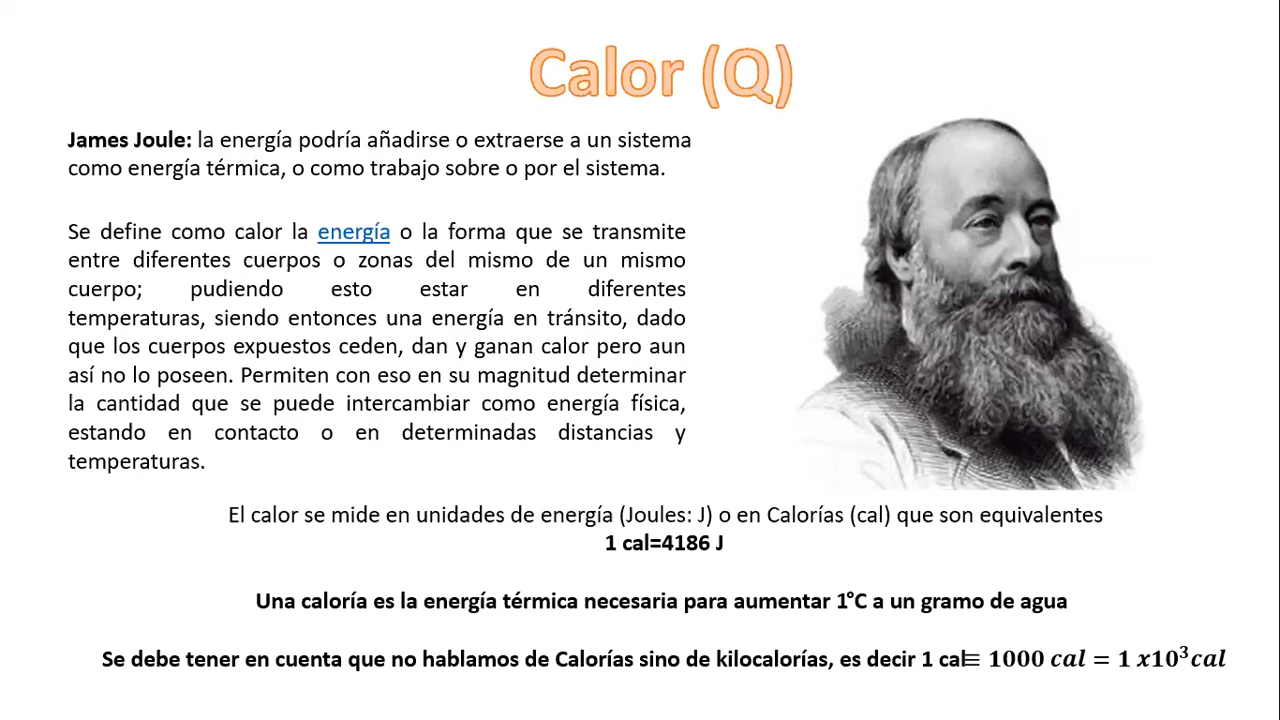 Calor (Q)
James Joule: la energía podría añadirse o extraerse a un sistema
como energía térmica, o como trabajo sobre o por el sistema.
Se define como calor la energía o la forma que se transmite
entre diferentes cuerpos o zonas del mismo de un mismo
cuerpo; pudiendo esto estar en diferentes
temperaturas, siendo entonces una energía en tránsito, dado
que los cuerpos expuestos ceden, dan y ganan calor pero aun
así no lo poseen. Permiten con eso en su magnitud determinar
la cantidad que se puede intercambiar como energía física,
estando en contacto o en determinadas distancias y
temperaturas.
El calor se mide en unidades de energía (Joules: J) o en Calorías (cal) que son equivalentes
1 cal=4186 J
Una caloría es la energía térmica necesaria para aumentar 1°C a un gramo de agua
Se debe tener en cuenta que no hablamos de Calorías sino de kilocalorías, es decir 1 cal≡ 1000 cal = 1 x10³cal